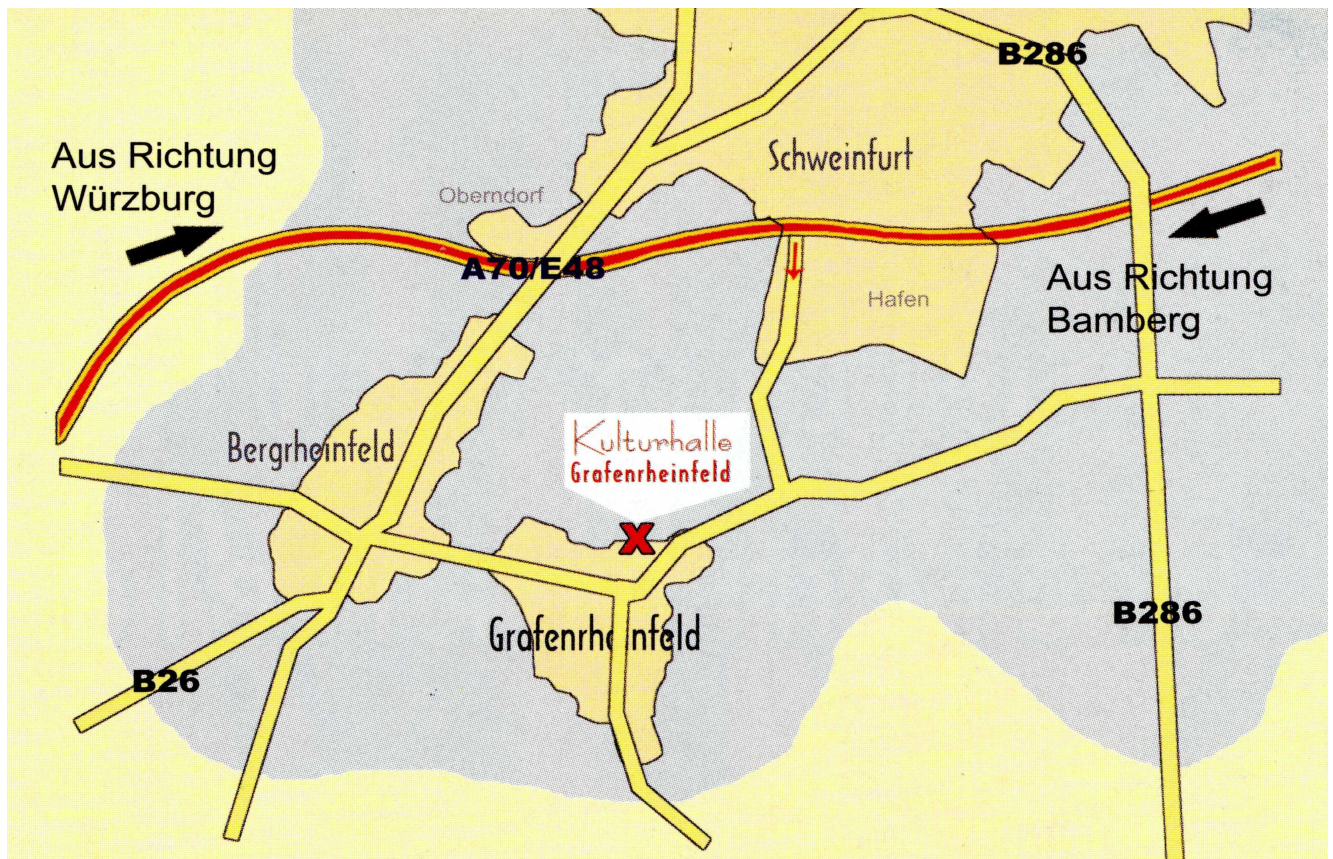 B286
Aus Richtung
Würzburg
Schweinfurt
Oberndorf
A70/E48
Hafen
Aus Richtung
Bamberg
Kulturhalle
Grafenrheinfeld
Bergrheinfeld
X
Grafenrheinfeld
B286
B26